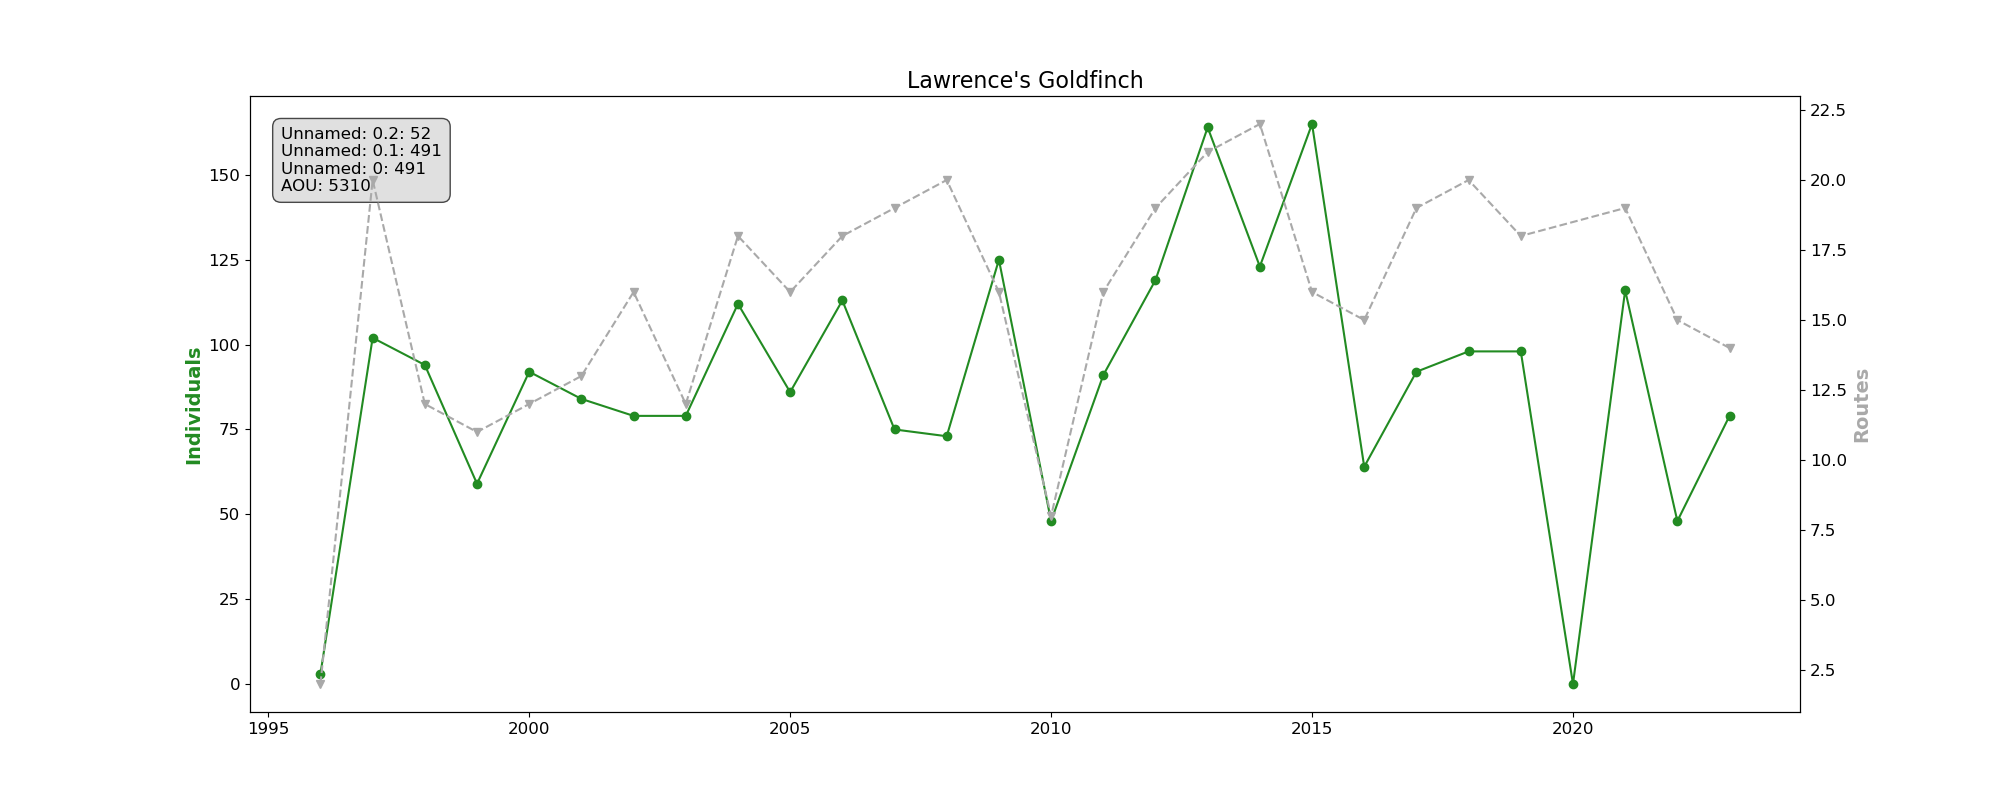 Lawrence's Goldfinch
Unnamed: 0.2: 52
Unnamed: 0.1: 491
Unnamed: 0: 491
AOU: 5310
Individuals
150
125
100
75
50
25
0
22.5
20.0
17.5
15.0
12.5
10.0
7.5
5.0
2.5
Routes
1995 2000 2005 2010 2015 2020